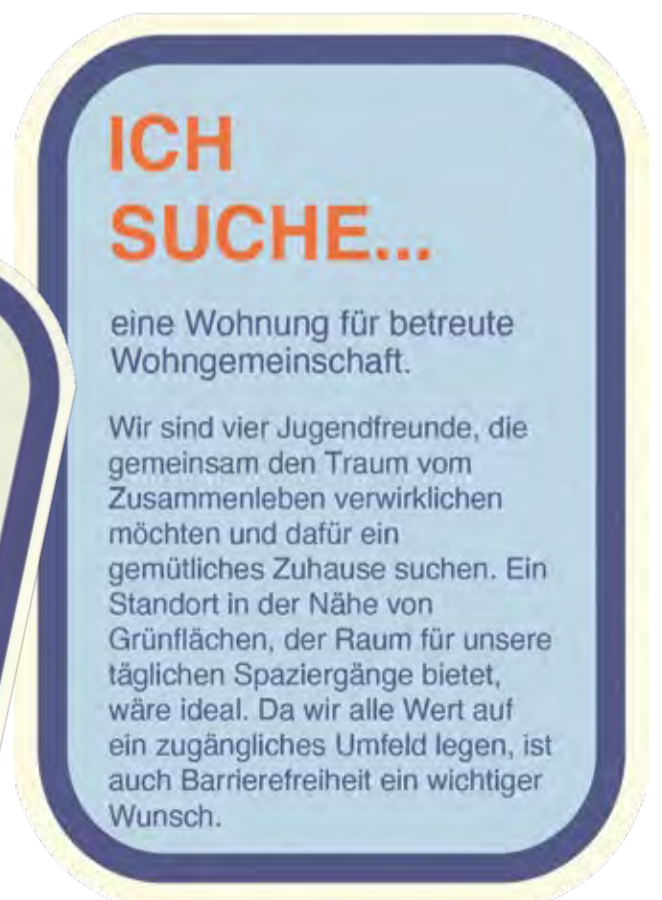 ICH
SUCHE...
eine Wohnung für betreute
Wohngemeinschaft.
Wir sind vier Jugendfreunde, die
gemeinsam den Traum vom
Zusammenleben verwirklichen
möchten und dafür ein
gemütliches Zuhause suchen. Ein
Standort in der Nähe von
Grünflächen, der Raum für unsere
täglichen Spaziergänge bietet,
wäre ideal. Da wir alle Wert auf
ein zugängliches Umfeld legen, ist
auch Barrierefreiheit ein wichtiger
Wunsch.